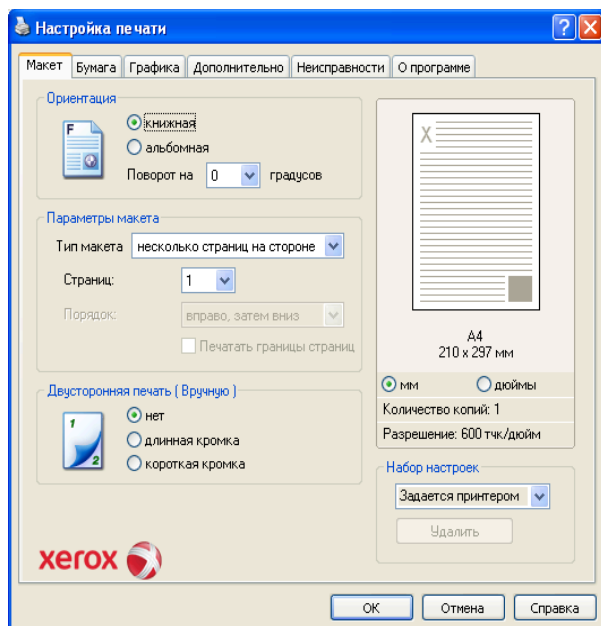 Настройка печати
Макет Бумага Графика Дополнительно Неисправности О программе
Ориентация
F
книжная
альбомная
Поворот на 0 градусов
Параметры макета
Тип макета несколько страниц на стороне
Страниц: 1
Порядок: вправо, затем вниз
Печатать границы страниц
Двусторонняя печать ( Вручную )
1
2
нет
длинная кромка
короткая кромка
xerox
X
A4
210 x 297 мм
мм дюймы
Количество копий: 1
Разрешение: 600 тчк/дюйм
Набор настроек
Задается принтером
Удалить
OK Отмена Справка